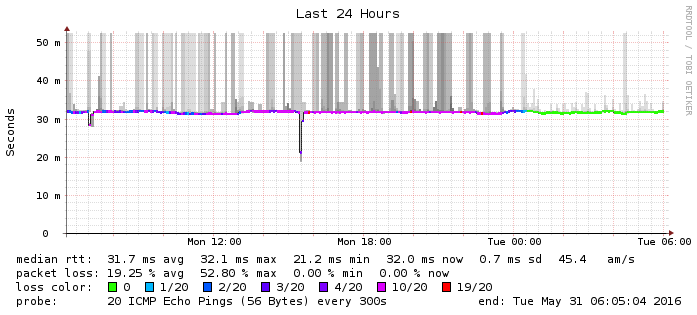 Last 24 Hours
RRDTOOL / TOBI OETIKER
Seconds
50 m
40 m
30 m
20 m
10 m
0
Mon 12:00 Mon 18:00 Tue 00:00 Tue 06:00
median rtt: 31.7 ms avg 32.1 ms max 21.2 ms min 32.0 ms now 0.7 ms sd 45.4 am/s
packet loss: 19.25 % avg 52.80 % max 0.00 % min 0.00 % now
loss color: 0 1/20 2/20 3/20 4/20 10/20 19/20
probe: 20 ICMP Echo Pings (56 Bytes) every 300s end: Tue May 31 06:05:04 2016